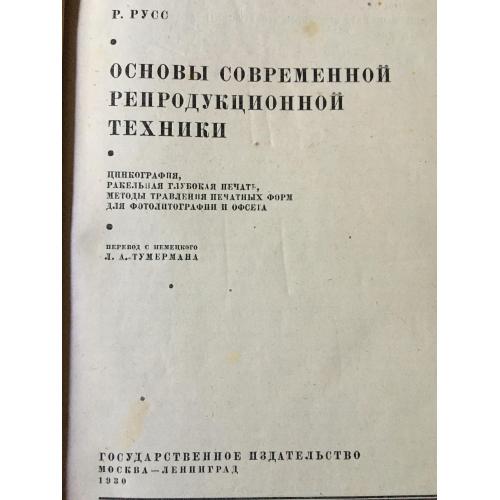 Р. РУСС
ОСНОВЫ СОВРЕМЕННОЙ
РЕПРОДУКЦИОННОЙ
ТЕХНИКИ
ЦИНКОГРАФИЯ,
РАКЕЛЬНАЯ ГЛУБОКАЯ ПЕЧАТЬ,
МЕТОДЫ ТРАВЛЕНИЯ ПЕЧАТНЫХ ФОРМ
ДЛЯ ФОТОЛИТОГРАФИИ И ОФСЕТА
ПЕРЕВОД С НЕМЕЦКОГО
Л. А. ТУМЕРМАНА
ГОСУДАРСТВЕННОЕ ИЗДАТЕЛЬСТВО
МОСКВА — ЛЕНИНГРАД
1930